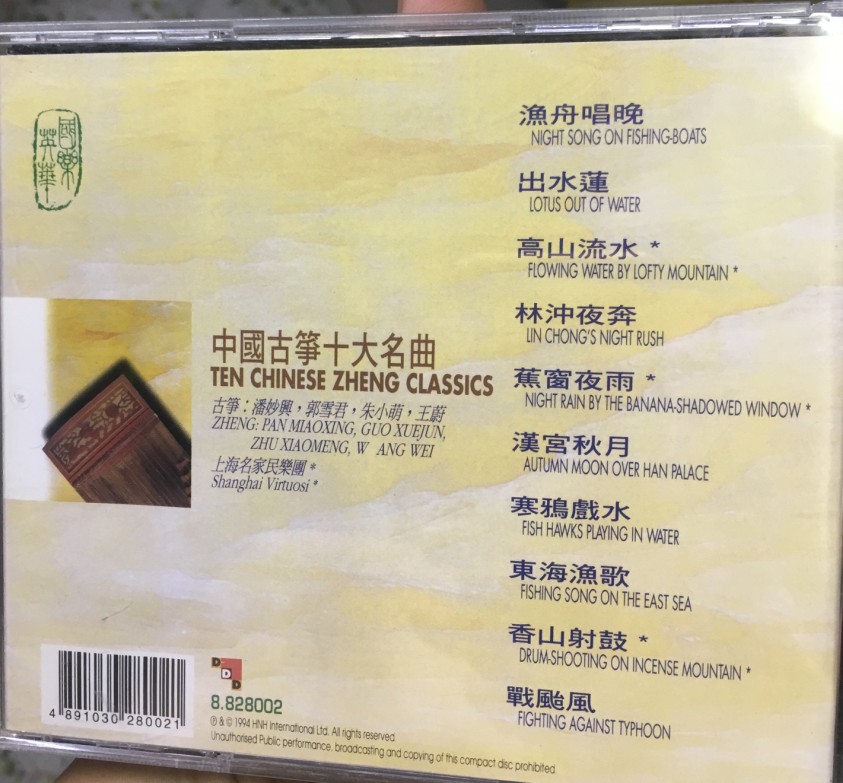 國樂
英華
漁舟唱晚
NIGHT SONG ON FISHING-BOATS
出水蓮
LOTUS OUT OF WATER
高山流水 *
FLOWING WATER BY LOFTY MOUNTAIN *
林沖夜奔
LIN CHONG'S NIGHT RUSH
蕉窗夜雨 *
NIGHT RAIN BY THE BANANA-SHADOWED WINDOW *
漢宮秋月
AUTUMN MOON OVER HAN PALACE
寒鴉戲水
FISH HAWKS PLAYING IN WATER
東海漁歌
FISHING SONG ON THE EAST SEA
香山射鼓 *
DRUM-SHOOTING ON INCENSE MOUNTAIN *
戰颱風
FIGHTING AGAINST TYPHOON
中國古箏十大名曲
TEN CHINESE ZHENG CLASSICS
古箏：潘妙興，郭雪君，朱小萌，王蔚
ZHENG: PAN MIAOXING, GUO XUEJUN,
ZHU XIAOMENG, W ANG WEI
上海名家民樂團 *
Shanghai Virtuosi *
D
D
D
8.828002
4 891030 280021
℗ & © 1994 HNH International Ltd. All rights reserved.
Unauthorised Public performance, broadcasting and copying of this compact disc prohibited.